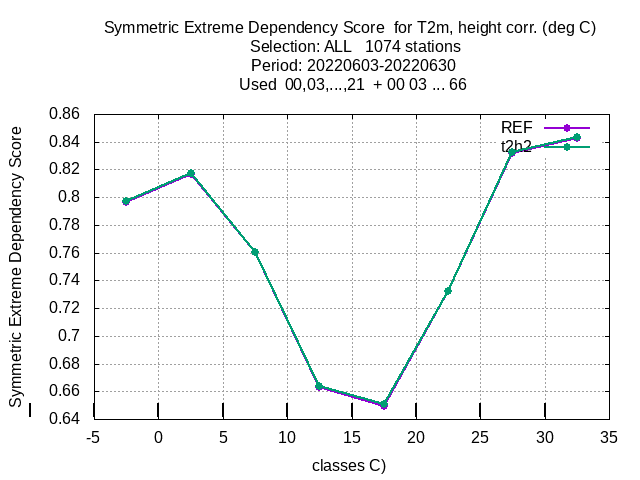 Symmetric Extreme Dependency Score for T2m, height corr. (deg C)
Selection: ALL 1074 stations
Period: 20220603-20220630
Used 00,03,...,21 + 00 03 ... 66
Symmetric Extreme Dependency Score
0.86
0.84
0.82
0.8
0.78
0.76
0.74
0.72
0.7
0.68
0.66
0.64
REF
t2h2
-5
0
5
10
15
20
25
30
35
classes C)